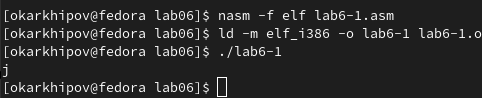 [okarkhipov@fedora lab06]$ nasm -f elf lab6-1.asm
[okarkhipov@fedora lab06]$ ld -m elf_i386 -o lab6-1 lab6-1.o
[okarkhipov@fedora lab06]$ ./lab6-1
j
[okarkhipov@fedora lab06]$